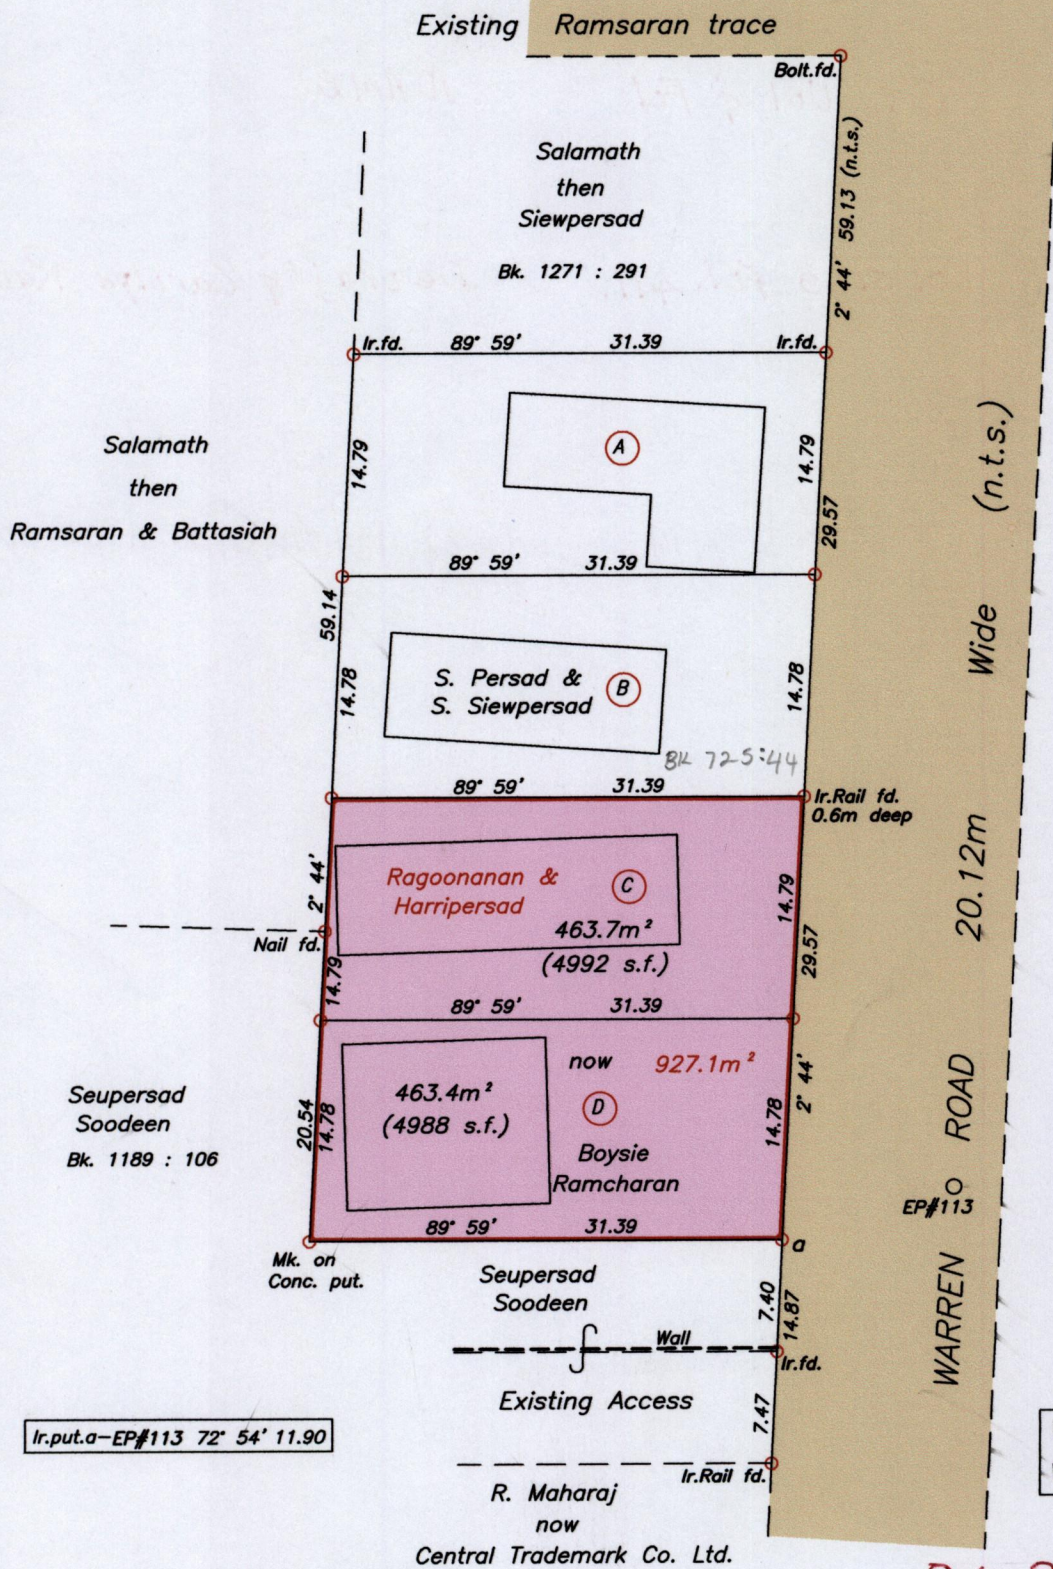 Existing Ramsaran trace
Bolt.fd.
2° 44' 59.13 (n.t.s.)
Salamath
then
Siewpersad
Bk. 1271 : 291
Ir.fd. 89° 59' 31.39 Ir.fd.
Salamath
then
Ramsaran & Battasiah
14.79
A
14.79
29.57
89° 59' 31.39
59.14
14.78
S. Persad &
S. Siewpersad
B
14.78
BK 725:44
89° 59' 31.39
Ir.Rail fd.
0.6m deep
2° 44'
Nail fd.
14.79
Ragoonanan &
Harripersad
C
463.7m²
(4992 s.f.)
14.79
29.57
89° 59' 31.39
Seupersad
Soodeen
Bk. 1189 : 106
20.54
14.78
463.4m²
(4988 s.f.)
now 927.1m²
D
Boysie
Ramcharan
14.78
2° 44'
89° 59' 31.39
a
Mk. on
Conc. put.
EP#113
WARREN ROAD 20.12m Wide (n.t.s.)
Seupersad
Soodeen
7.40
14.87
Wall
Ir.fd.
Existing Access
7.47
Ir.put.a-EP#113 72° 54' 11.90
Ir.Rail fd.
R. Maharaj
now
Central Trademark Co. Ltd.